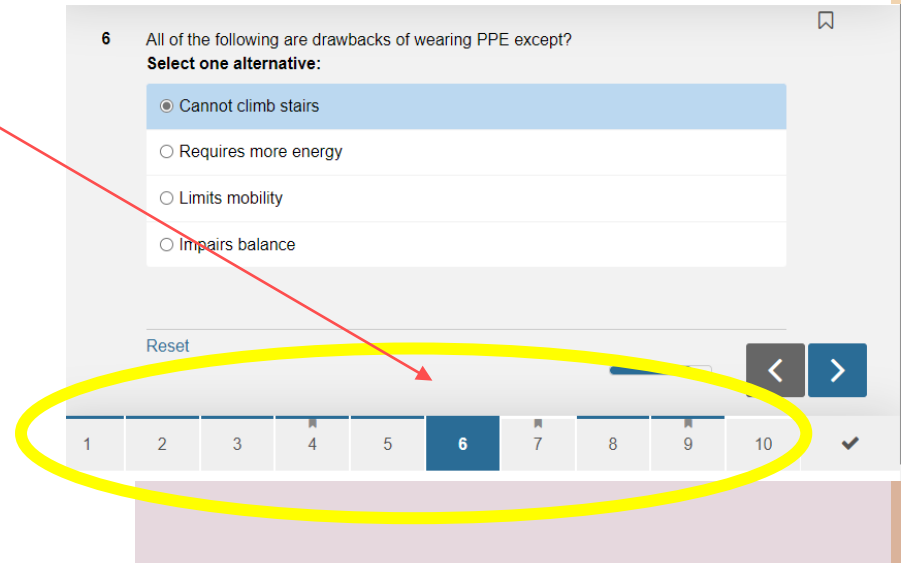 6 All of the following are drawbacks of wearing PPE except?
Select one alternative:
Cannot climb stairs
Requires more energy
Limits mobility
Impairs balance
Reset
1 2 3 4 5 6 7 8 9 10